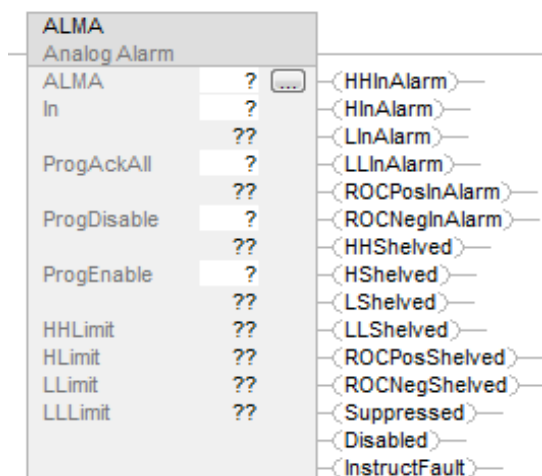 ALMA
Analog Alarm
ALMA ? ... HHInAlarm
In ? HInAlarm
?? LInAlarm
ProgAckAll ? LLInAlarm
?? ROCPosInAlarm
ProgDisable ? ROCNegInAlarm
?? HHShelved
ProgEnable ? HShelved
?? LShelved
HHLimit ?? LLShelved
HLimit ?? ROCPosShelved
LLimit ?? ROCNegShelved
LLLimit ?? Suppressed
Disabled
InstructFault